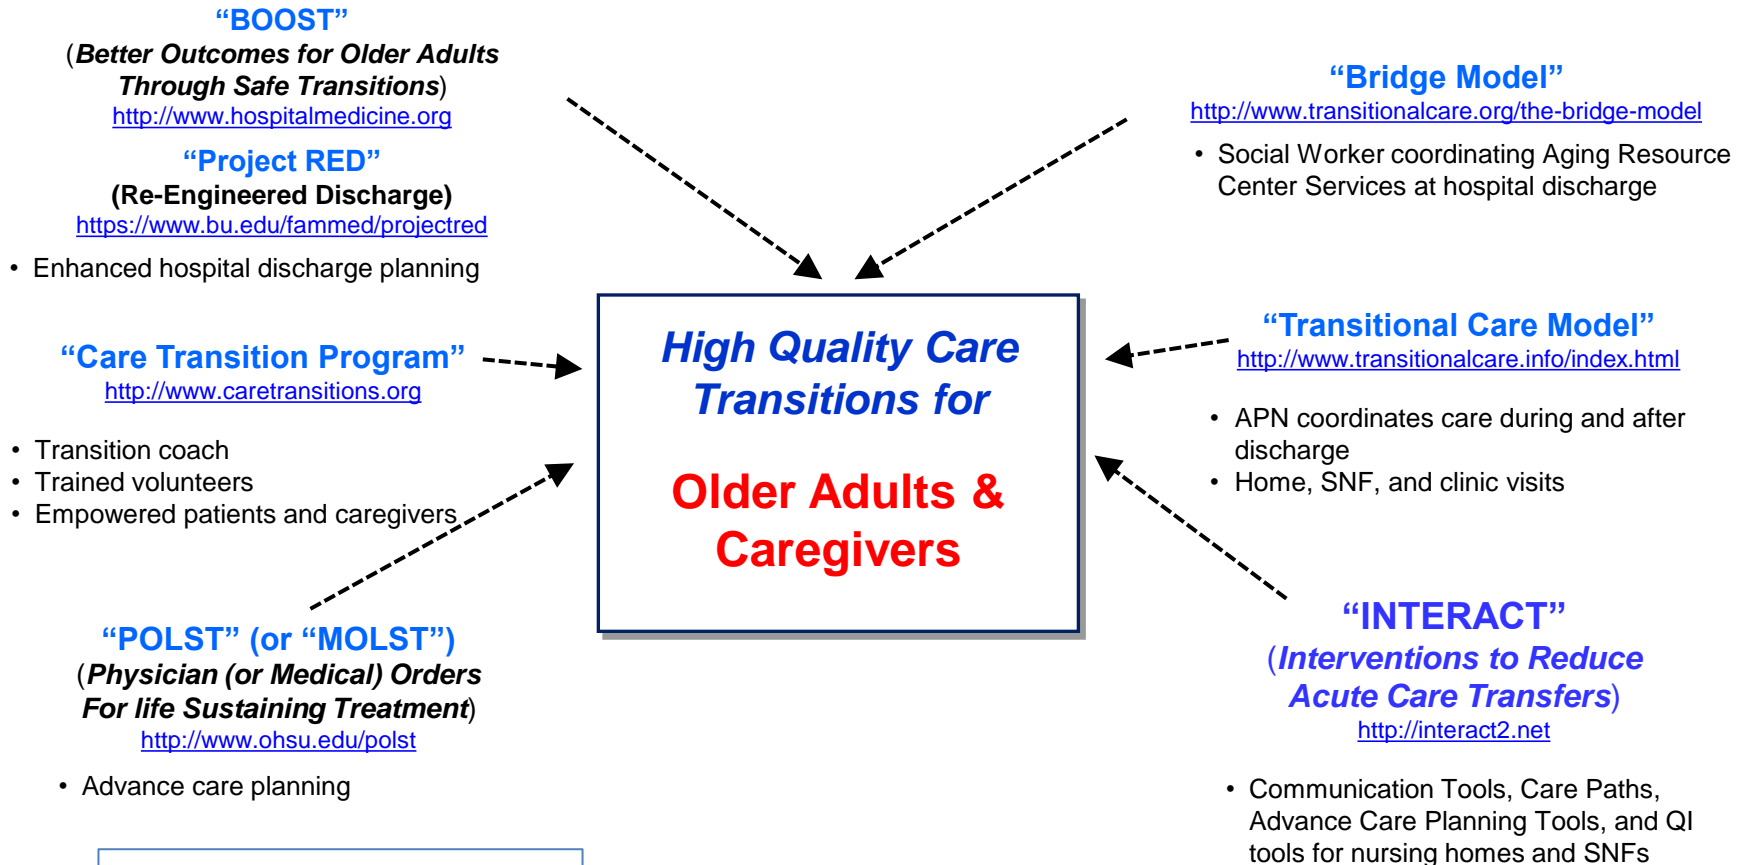 “BOOST”
(Better Outcomes for Older Adults
Through Safe Transitions)
http://www.hospitalmedicine.org
“Project RED”
(Re-Engineered Discharge)
https://www.bu.edu/fammed/projectred
• Enhanced hospital discharge planning
“Care Transition Program”
http://www.caretransitions.org
• Transition coach
• Trained volunteers
• Empowered patients and caregivers
“POLST” (or “MOLST”)
(Physician (or Medical) Orders
For life Sustaining Treatment)
http://www.ohsu.edu/polst
• Advance care planning
High Quality Care
Transitions for
Older Adults &
Caregivers
“Bridge Model”
http://www.transitionalcare.org/the-bridge-model
• Social Worker coordinating Aging Resource
Center Services at hospital discharge
“Transitional Care Model”
http://www.transitionalcare.info/index.html
• APN coordinates care during and after
discharge
• Home, SNF, and clinic visits
“INTERACT”
(Interventions to Reduce
Acute Care Transfers)
http://interact2.net
• Communication Tools, Care Paths,
Advance Care Planning Tools, and QI
tools for nursing homes and SNFs